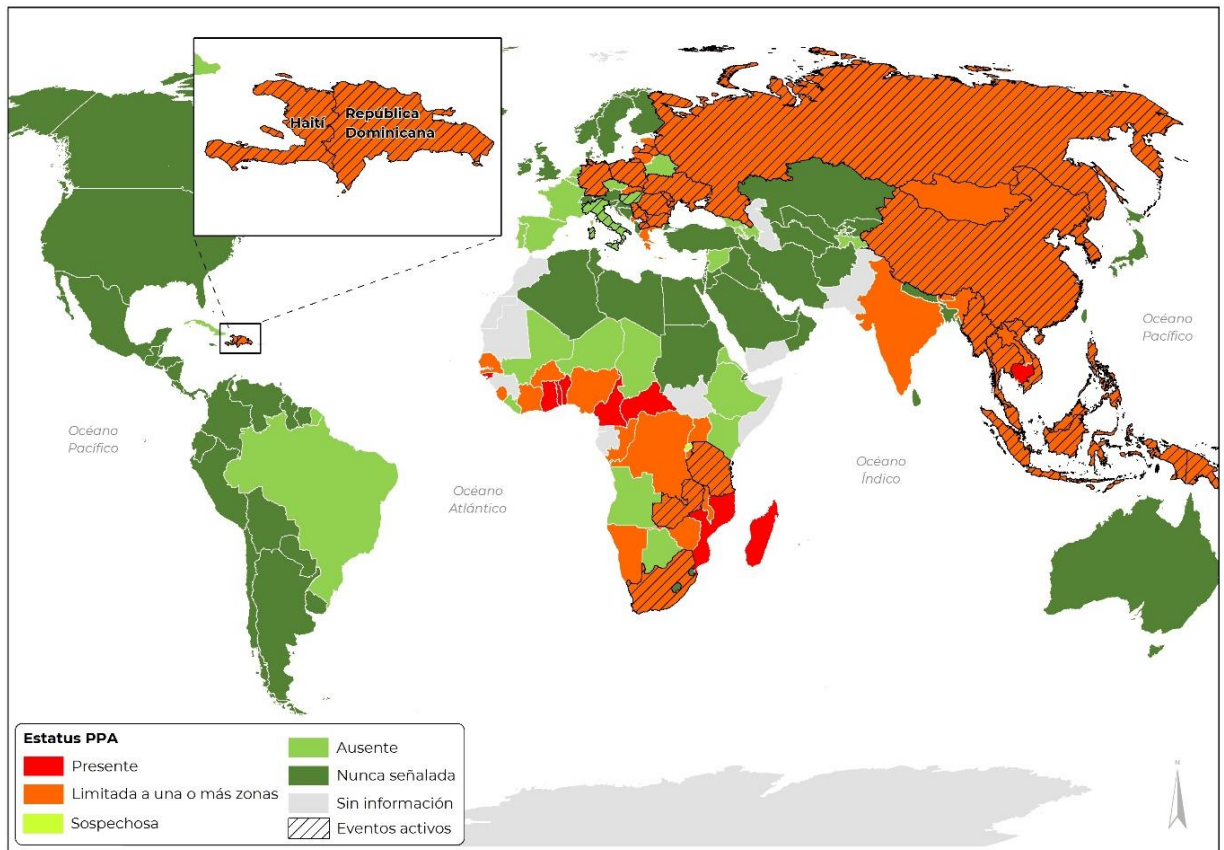 Haití
República
Dominicana
Océano
Pacífico
Océano
Pacífico
Océano
Atlántico
Océano
Índico
Estatus PPA
Presente
Limitada a una o más zonas
Sospechosa
Ausente
Nunca señalada
Sin información
Eventos activos
N